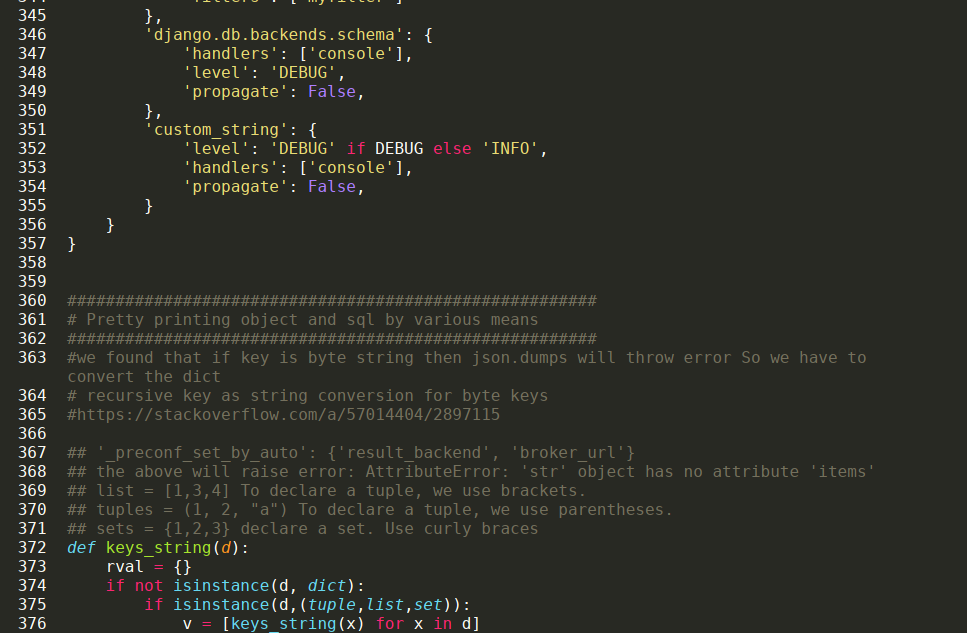 345         },
346         'django.db.backends.schema': {
347             'handlers': ['console'],
348             'level': 'DEBUG',
349             'propagate': False,
350         },
351         'custom_string': {
352             'level': 'DEBUG' if DEBUG else 'INFO',
353             'handlers': ['console'],
354             'propagate': False,
355         }
356     }
357 }
358
359
360 #######################################################
361 # Pretty printing object and sql by various means
362 #######################################################
363 #we found that if key is byte string then json.dumps will throw error So we have to
convert the dict
364 # recursive key as string conversion for byte keys
365 #https://stackoverflow.com/a/57014404/2897115
366
367 ## '_preconf_set_by_auto': {'result_backend', 'broker_url'}
368 ## the above will raise error: AttributeError: 'str' object has no attribute 'items'
369 ## list = [1,3,4] To declare a tuple, we use brackets.
370 ## tuples = (1, 2, "a") To declare a tuple, we use parentheses.
371 ## sets = {1,2,3} declare a set. Use curly braces
372 def keys_string(d):
373     rval = {}
374     if not isinstance(d, dict):
375         if isinstance(d,(tuple,list,set)):
376             v = [keys_string(x) for x in d]